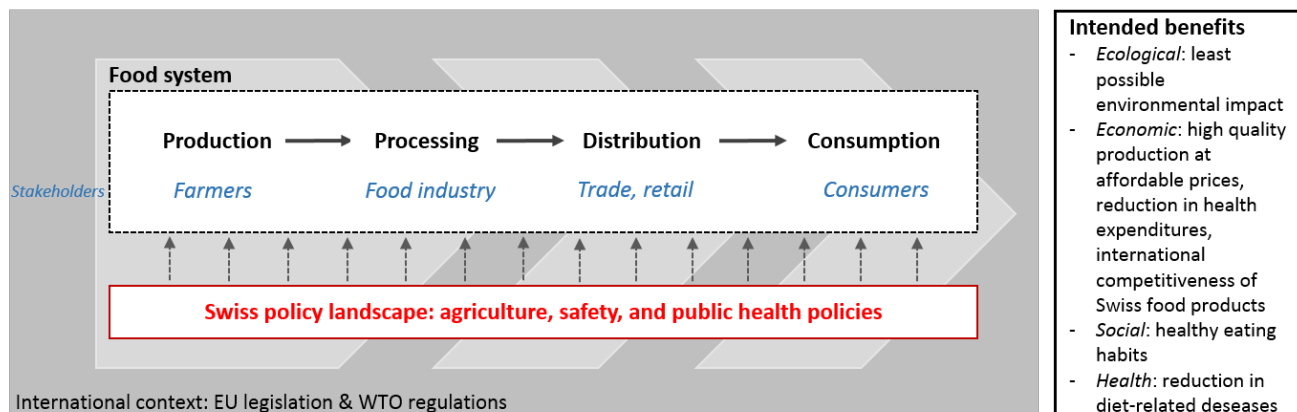 Food system
Production Processing Distribution Consumption
Stakeholders Farmers Food industry Trade, retail Consumers
Swiss policy landscape: agriculture, safety, and public health policies
International context: EU legislation & WTO regulations
Intended benefits
- Ecological: least
possible
environmental impact
- Economic: high quality
production at
affordable prices,
reduction in health
expenditures,
international
competitiveness of
Swiss food products
- Social: healthy eating
habits
- Health: reduction in
diet-related deseases